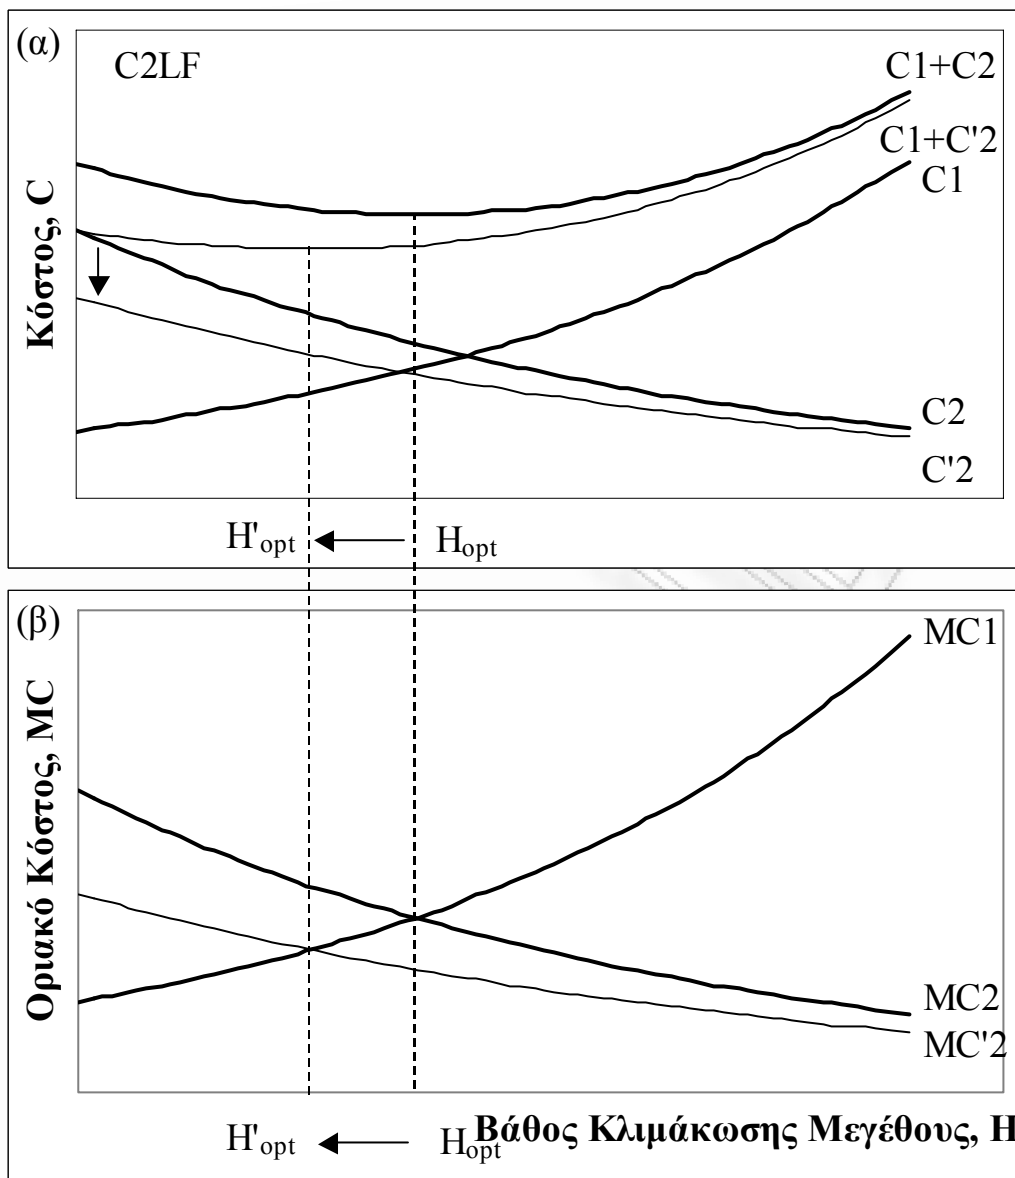 (α)
C2LF
C1+C2
C1+C'2
C1
Κόστος, C
C2
C'2
H'opt
Hopt
(β)
MC1
Οριακό Κόστος, MC
MC2
MC'2
H'opt
Hopt
Βάθος Κλιμάκωσης Μεγέθους, H